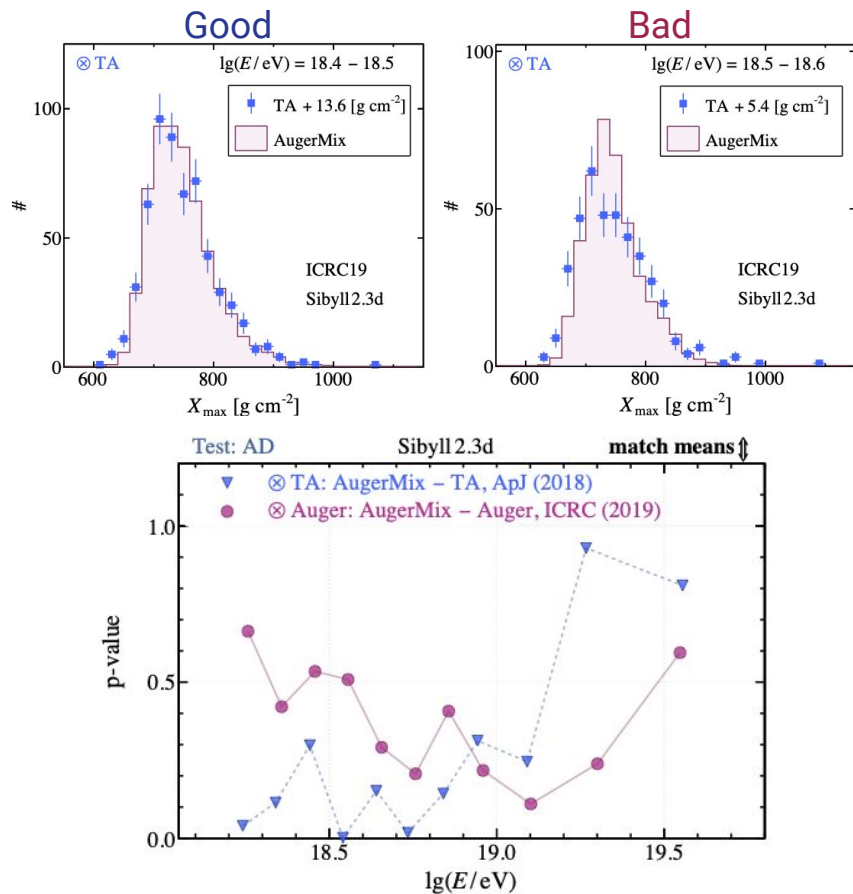 Good
Bad
⊗ TA
lg(E/eV) = 18.4 − 18.5
TA + 13.6 [g cm⁻²]
AugerMix
100
50
0
#
ICRC19
Sibyll2.3d
600
800
1000
Xmax [g cm⁻²]
⊗ TA
lg(E/eV) = 18.5 − 18.6
TA + 5.4 [g cm⁻²]
AugerMix
100
50
0
#
ICRC19
Sibyll2.3d
600
800
1000
Xmax [g cm⁻²]
Test: AD
Sibyll2.3d
match means⇕
⊗ TA: AugerMix − TA, ApJ (2018)
⊗ Auger: AugerMix − Auger, ICRC (2019)
1.0
0.5
0.0
p-value
18.5
19.0
19.5
lg(E/eV)